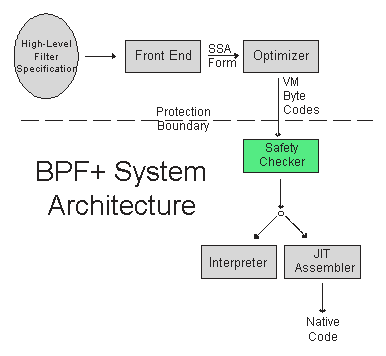 High-Level
Filter
Specification
Front End
SSA
Form
Optimizer
VM
Byte
Codes
Protection
Boundary
Safety
Checker
BPF+ System
Architecture
Interpreter
JIT
Assembler
Native
Code